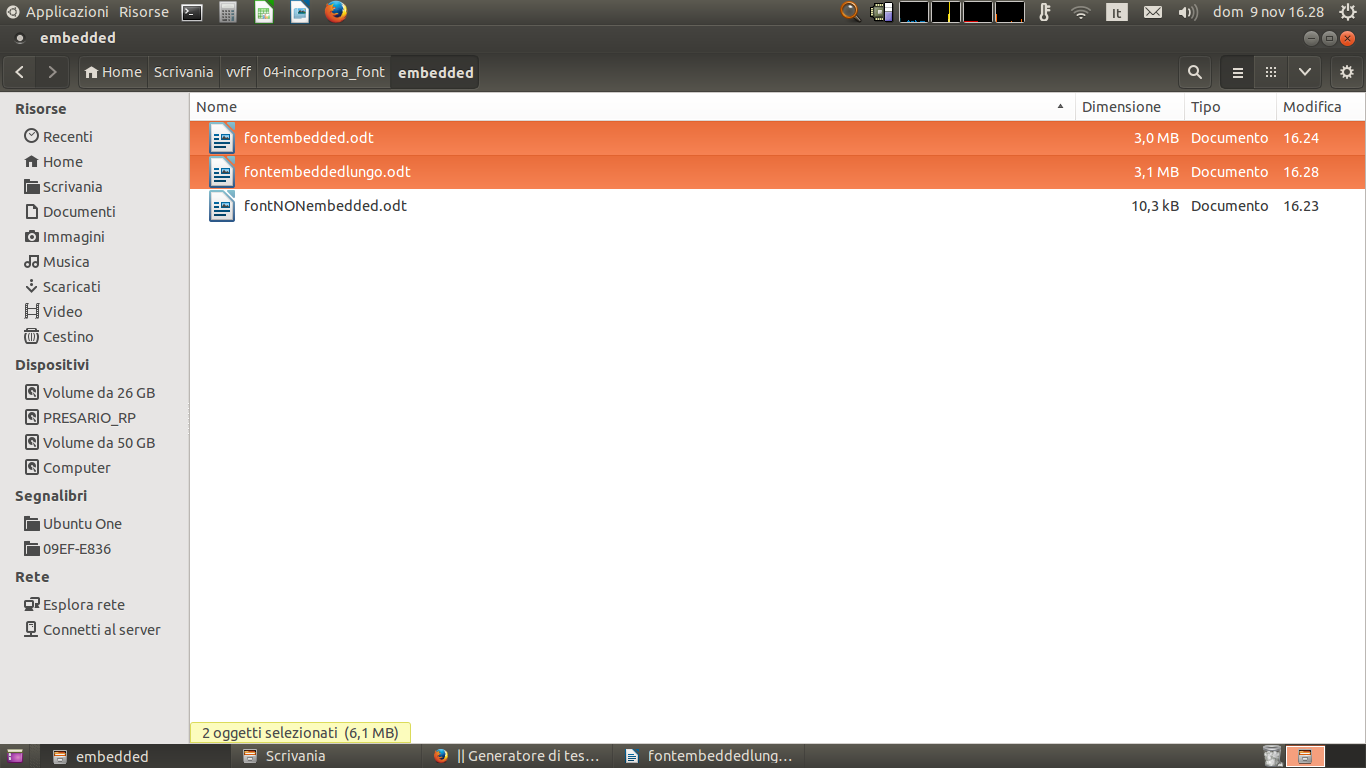 Applicazioni Risorse It dom 9 nov 16.28
embedded
Home Scrivania vvff 04-incorpora_font embedded
Risorse
Recenti
Home
Scrivania
Documenti
Immagini
Musica
Scaricati
Video
Cestino
Dispositivi
Volume da 26 GB
PRESARIO_RP
Volume da 50 GB
Computer
Segnalibri
Ubuntu One
09EF-E836
Rete
Esplora rete
Connetti al server
Nome Dimensione Tipo Modifica
fontembedded.odt 3,0 MB Documento 16.24
fontembeddedlungo.odt 3,1 MB Documento 16.28
fontNONembedded.odt 10,3 kB Documento 16.23
2 oggetti selezionati (6,1 MB)
embedded Scrivania || Generatore di tes... fontembeddedlung...